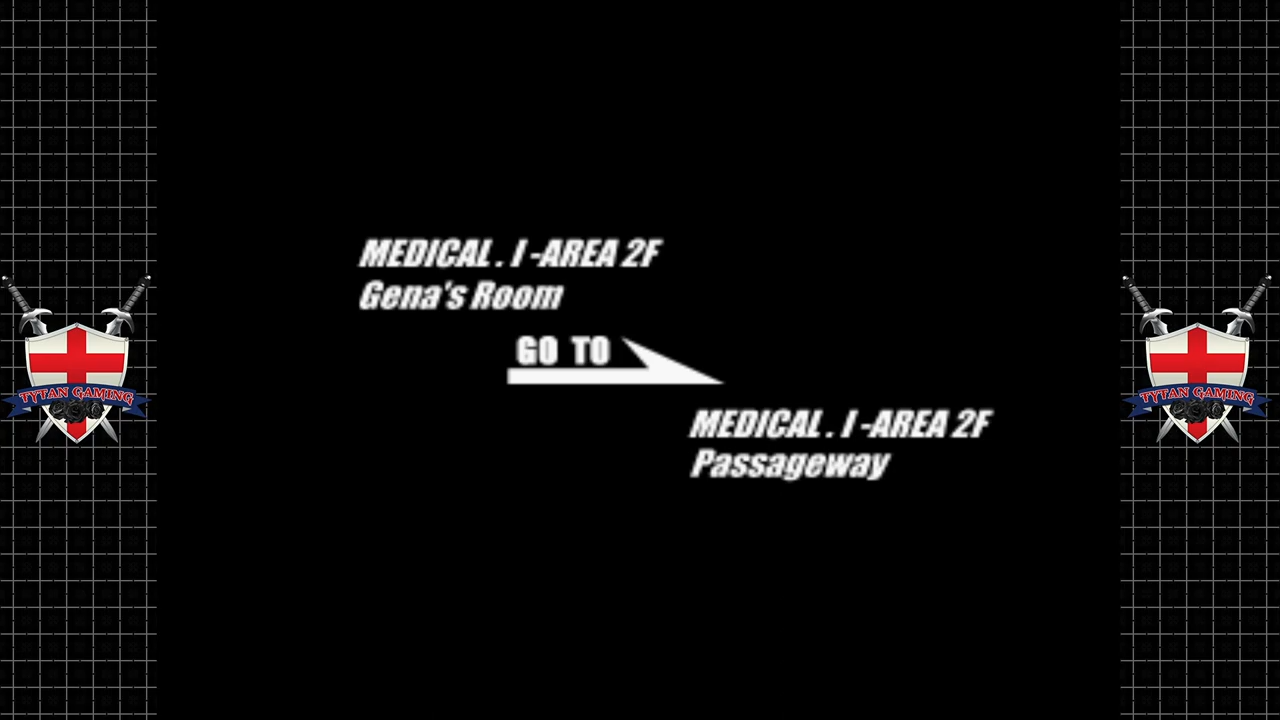 MEDICAL . I -AREA 2F
Gena's Room
GO TO
MEDICAL . I -AREA 2F
Passageway
TYTAN GAMING
TYTAN GAMING